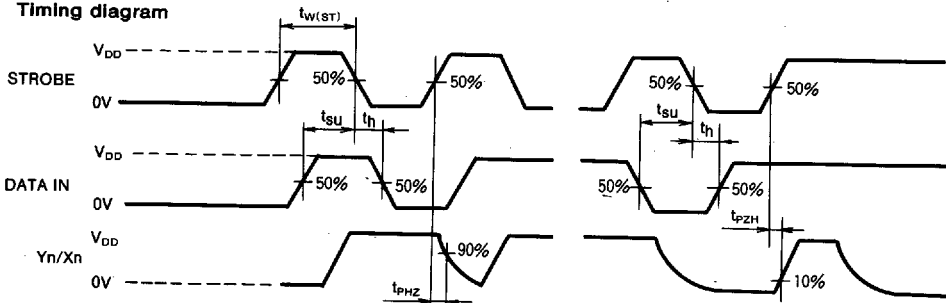 Timing diagram
tW(ST)
VDD
STROBE
50%
50%
50%
50%
0V
tsu
th
tsu
th
VDD
DATA IN
50%
50%
50%
50%
0V
tPZH
VDD
Yn/Xn
90%
0V
tPHZ
10%